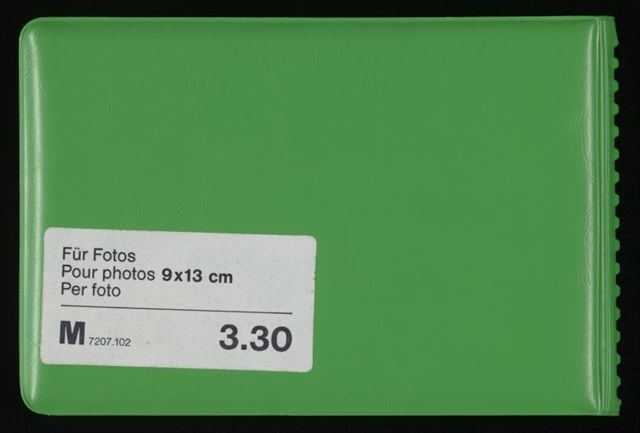 Für Fotos
Pour photos 9x13 cm
Per foto
M 7207.102 3.30